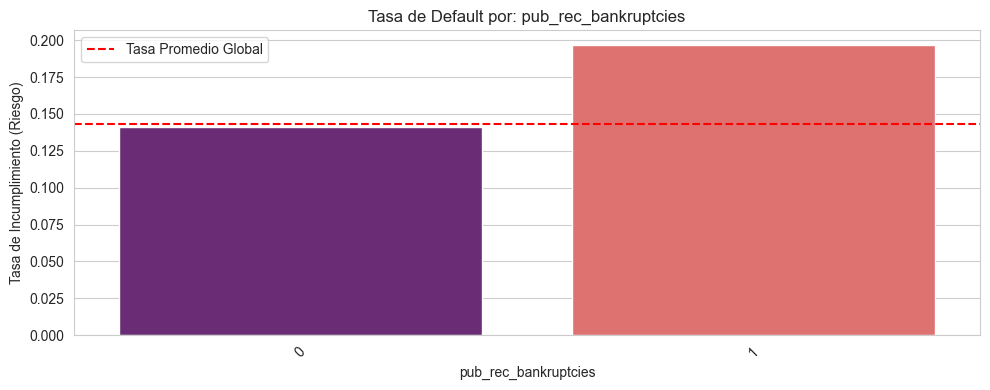 Tasa de Default por: pub_rec_bankruptcies
Tasa Promedio Global
Tasa de Incumplimiento (Riesgo)
0.200
0.175
0.150
0.125
0.100
0.075
0.050
0.025
0.000
0
1
pub_rec_bankruptcies